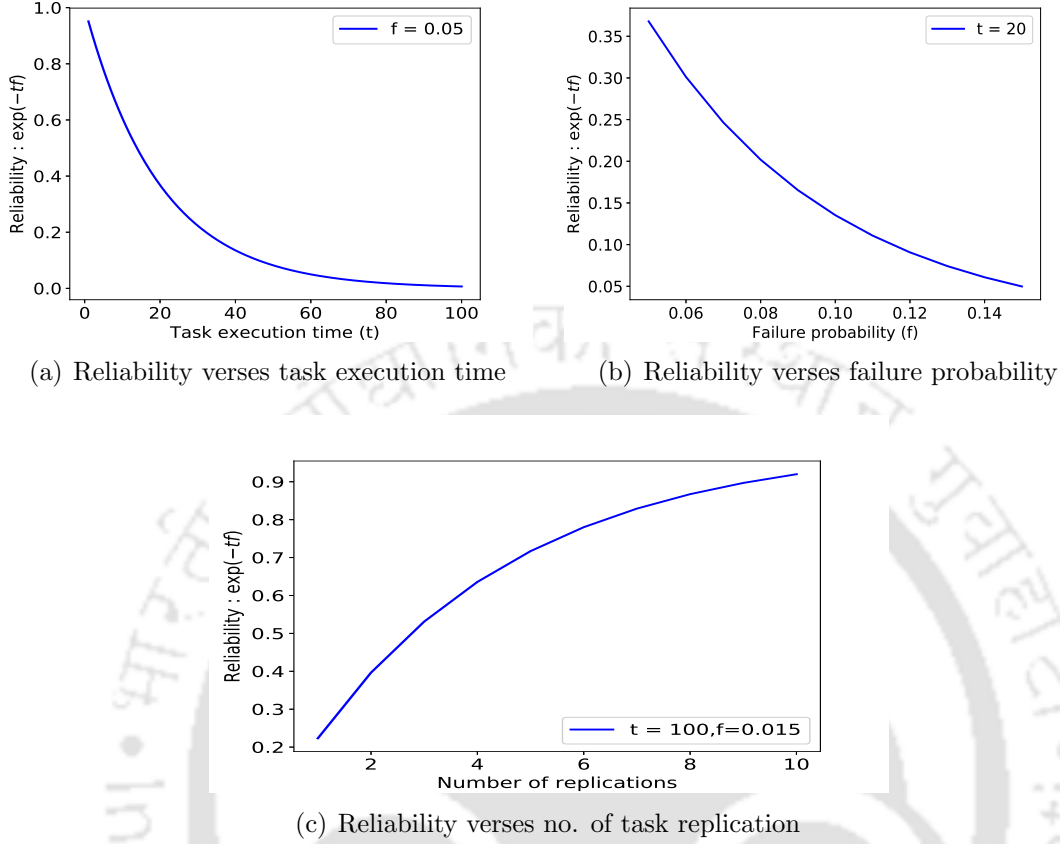 1.0
0.8
0.6
0.4
0.2
0.0
Reliability : exp(−tf)
f = 0.05
0 20 40 60 80 100
Task execution time (t)
(a) Reliability verses task execution time
0.35
0.30
0.25
0.20
0.15
0.10
0.05
Reliability : exp(−tf)
t = 20
0.06 0.08 0.10 0.12 0.14
Failure probability (f)
(b) Reliability verses failure probability
0.9
0.8
0.7
0.6
0.5
0.4
0.3
0.2
Reliability : exp(−tf)
t = 100,f=0.015
2 4 6 8 10
Number of replications
(c) Reliability verses no. of task replication